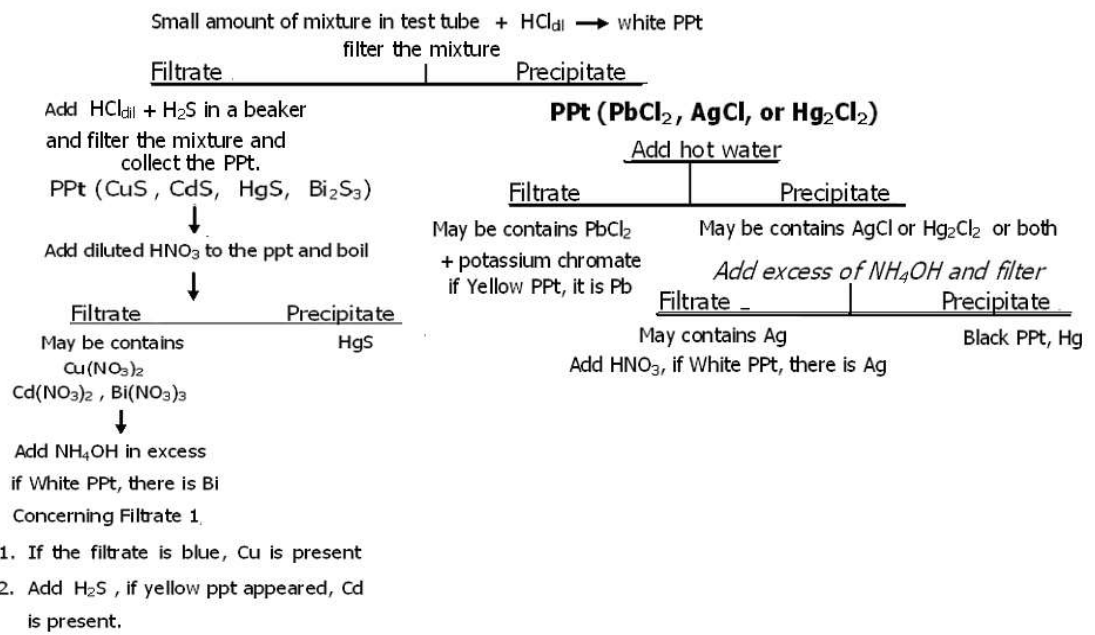 Small amount of mixture in test tube + HCldil → white PPt
filter the mixture
Filtrate
Precipitate
Add HCldil + H2S in a beaker
and filter the mixture and
collect the PPt.
PPt (CuS , CdS, HgS, Bi2S3)
Add diluted HNO3 to the ppt and boil
Filtrate
Precipitate
May be contains
Cu(NO3)2
Cd(NO3)2 , Bi(NO3)3
HgS
Add NH4OH in excess
if White PPt, there is Bi
Concerning Filtrate 1
1. If the filtrate is blue, Cu is present
2. Add H2S , if yellow ppt appeared, Cd
is present.
PPt (PbCl2, AgCl, or Hg2Cl2)
Add hot water
Filtrate
Precipitate
May be contains PbCl2
+ potassium chromate
if Yellow PPt, it is Pb
May be contains AgCl or Hg2Cl2 or both
Add excess of NH4OH and filter
Filtrate
Precipitate
May contains Ag
Add HNO3, if White PPt, there is Ag
Black PPt, Hg